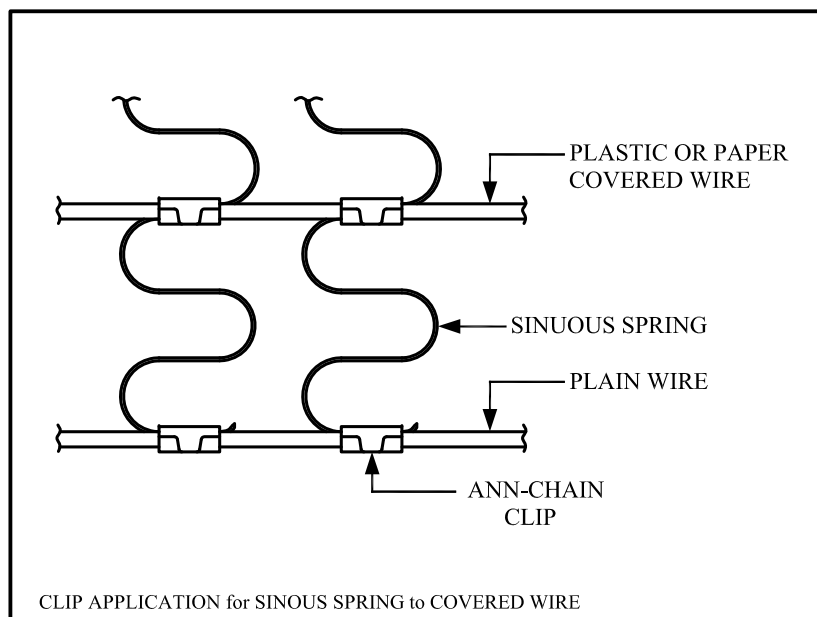 PLASTIC OR PAPER
COVERED WIRE
SINUOUS SPRING
PLAIN WIRE
ANN-CHAIN
CLIP
CLIP APPLICATION for SINOUS SPRING to COVERED WIRE